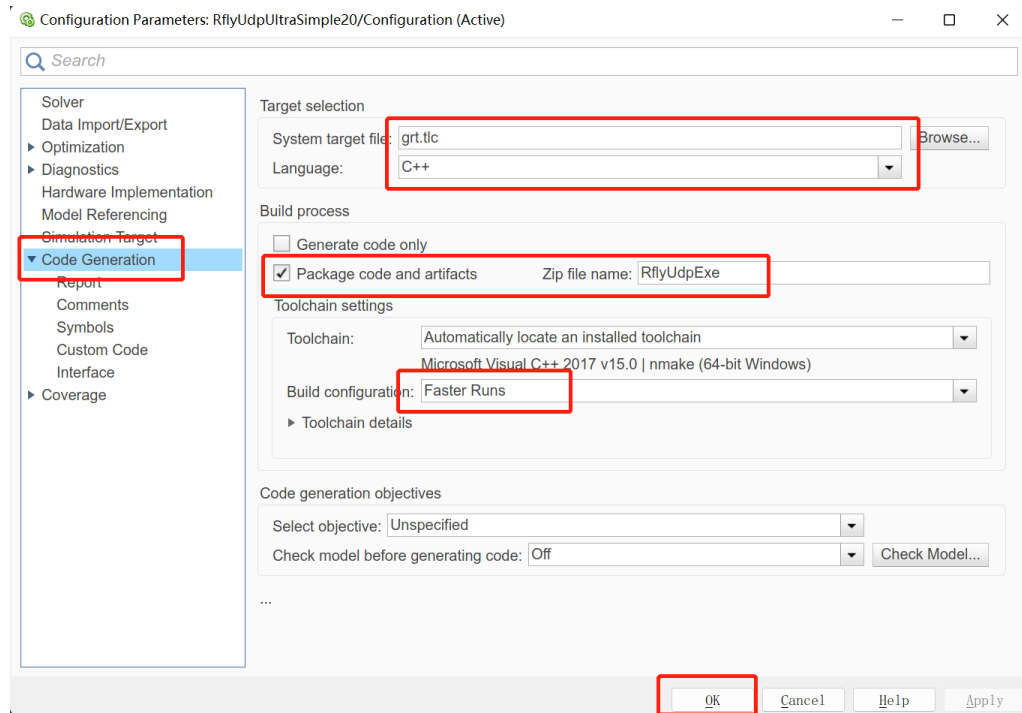 Configuration Parameters: RflyUdpUltraSimple20/Configuration (Active)
Search
Solver
Data Import/Export
Optimization
Diagnostics
Hardware Implementation
Model Referencing
Simulation Target
Code Generation
Report
Comments
Symbols
Custom Code
Interface
Coverage
Target selection
System target file: grt.tlc Browse...
Language: C++
Build process
Generate code only
Package code and artifacts Zip file name: RflyUdpExe
Toolchain settings
Toolchain: Automatically locate an installed toolchain
Microsoft Visual C++ 2017 v15.0 | nmake (64-bit Windows)
Build configuration: Faster Runs
Toolchain details
Code generation objectives
Select objective: Unspecified
Check model before generating code: Off Check Model...
...
OK Cancel Help Apply